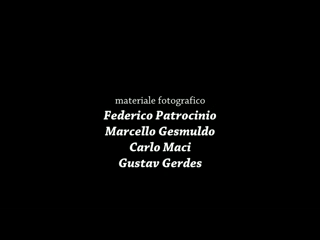 materiale fotografico
Federico Patrocinio
Marcello Gesmuldo
Carlo Maci
Gustav Gerdes